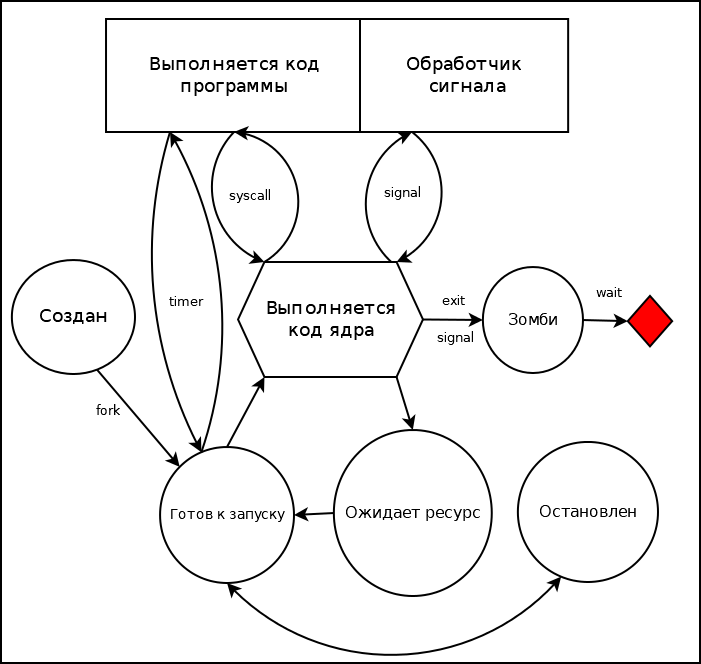 Выполняется код
программы
Обработчик
сигнала
syscall
signal
Создан
timer
Выполняется
код ядра
exit
signal
Зомби
wait
fork
Готов к запуску
Ожидает ресурс
Остановлен